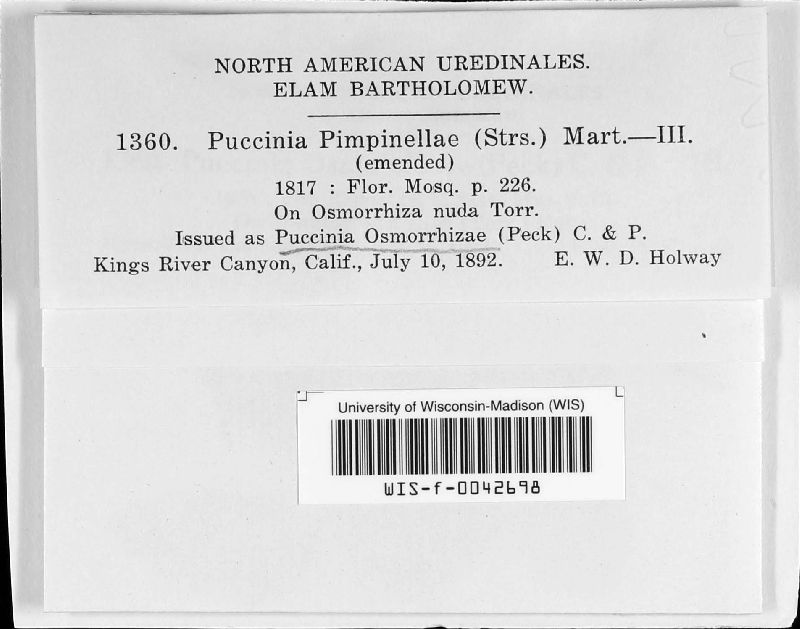 NORTH AMERICAN UREDINALES.
ELAM BARTHOLOMEW.
1360. Puccinia Pimpinellae (Strs.) Mart.—III.
(emended)
1817 : Flor. Mosq. p. 226.
On Osmorrhiza nuda Torr.
Issued as Puccinia Osmorrhizae (Peck) C. & P.
Kings River Canyon, Calif., July 10, 1892. E. W. D. Holway
University of Wisconsin-Madison (WIS)
WIS-f-0042698